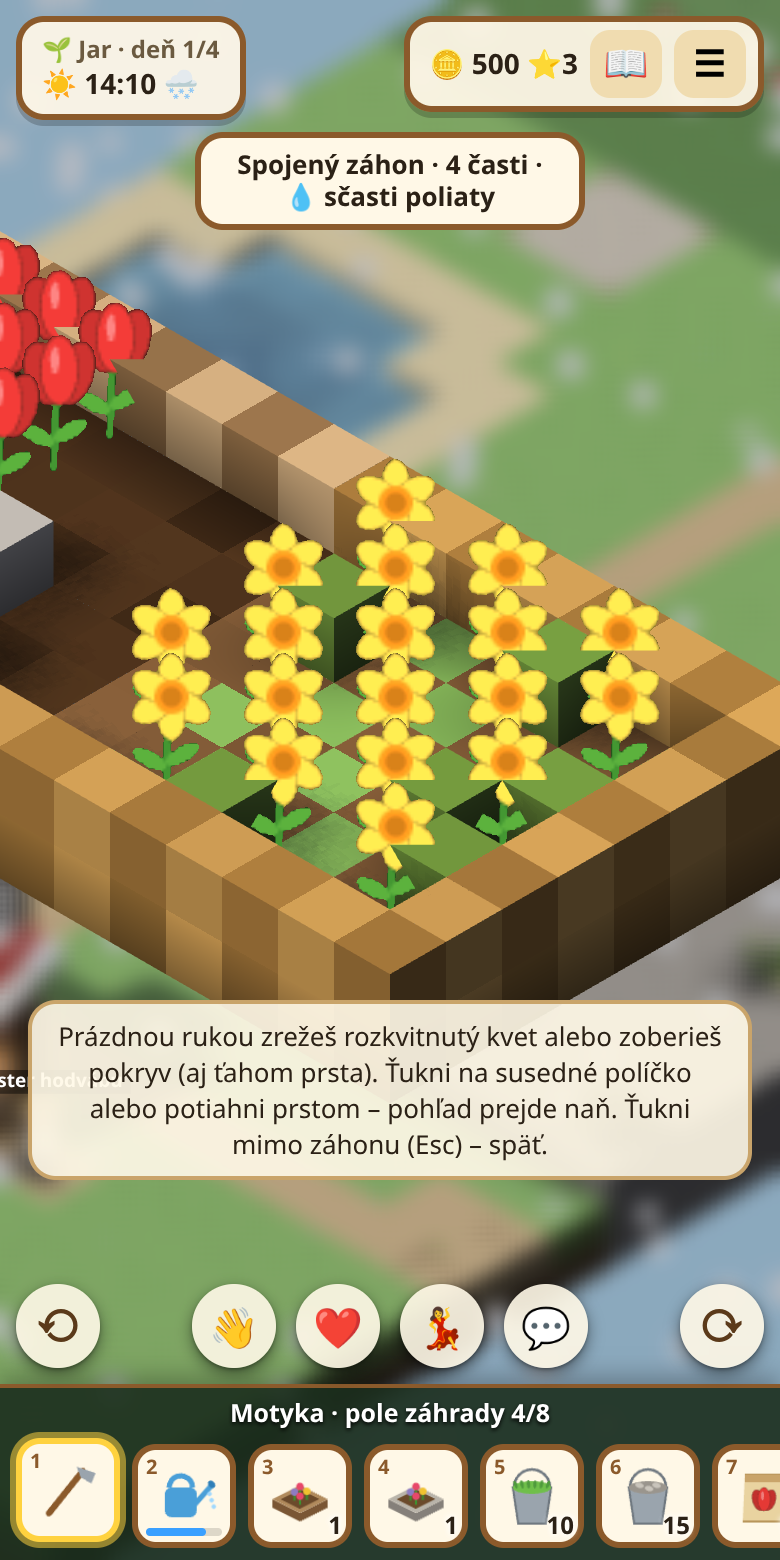 Jar · deň 1/4
14:10
500 3
Spojený záhon · 4 časti ·
sčasti poliaty
Prázdnou rukou zrežeš rozkvitnutý kvet alebo zoberieš
pokryv (aj ťahom prsta). Ťukni na susedné políčko
alebo potiahni prstom – pohľad prejde naň. Ťukni
mimo záhonu (Esc) – späť.
Motyka · pole záhrady 4/8
1 2 3 4 5 6 7
1 1 10 15